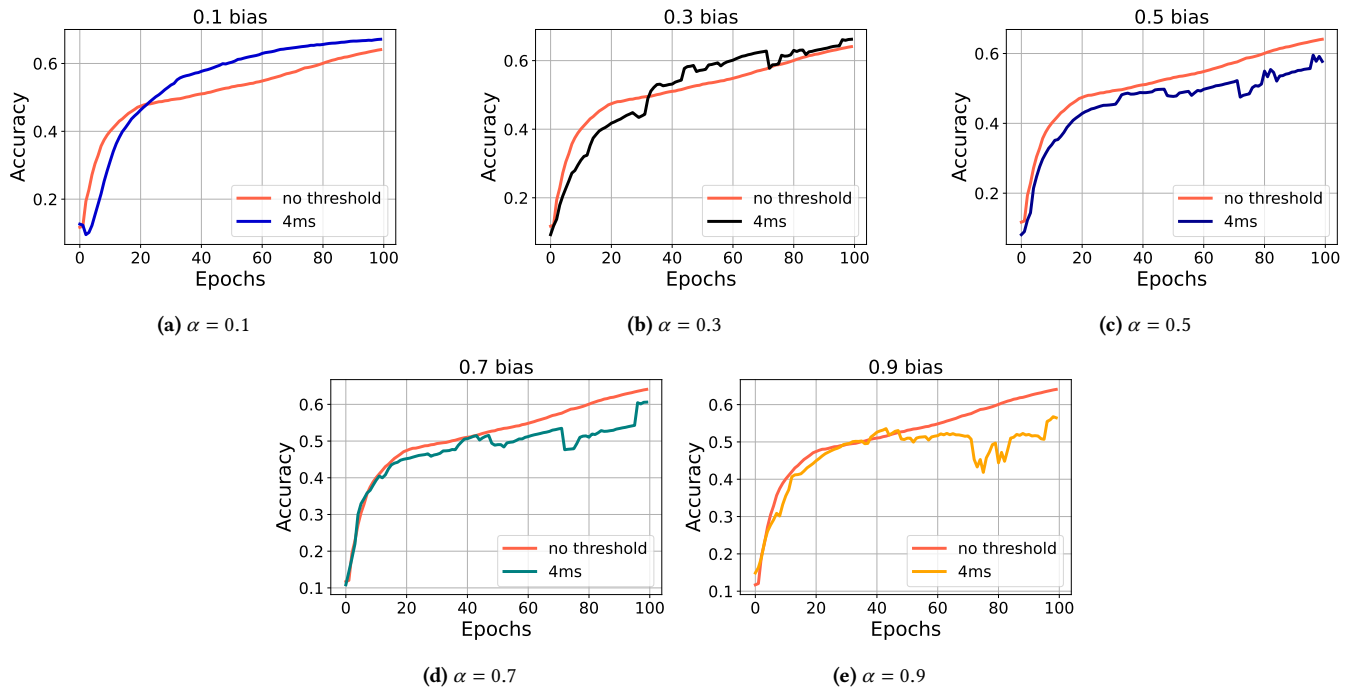 0.1 bias
Accuracy
0.6
0.4
0.2
no threshold
4ms
0 20 40 60 80 100
Epochs
(a) α = 0.1
0.3 bias
Accuracy
0.6
0.4
0.2
no threshold
4ms
0 20 40 60 80 100
Epochs
(b) α = 0.3
0.5 bias
Accuracy
0.6
0.4
0.2
no threshold
4ms
0 20 40 60 80 100
Epochs
(c) α = 0.5
0.7 bias
Accuracy
0.6
0.5
0.4
0.3
0.2
0.1
no threshold
4ms
0 20 40 60 80 100
Epochs
(d) α = 0.7
0.9 bias
Accuracy
0.6
0.5
0.4
0.3
0.2
0.1
no threshold
4ms
0 20 40 60 80 100
Epochs
(e) α = 0.9